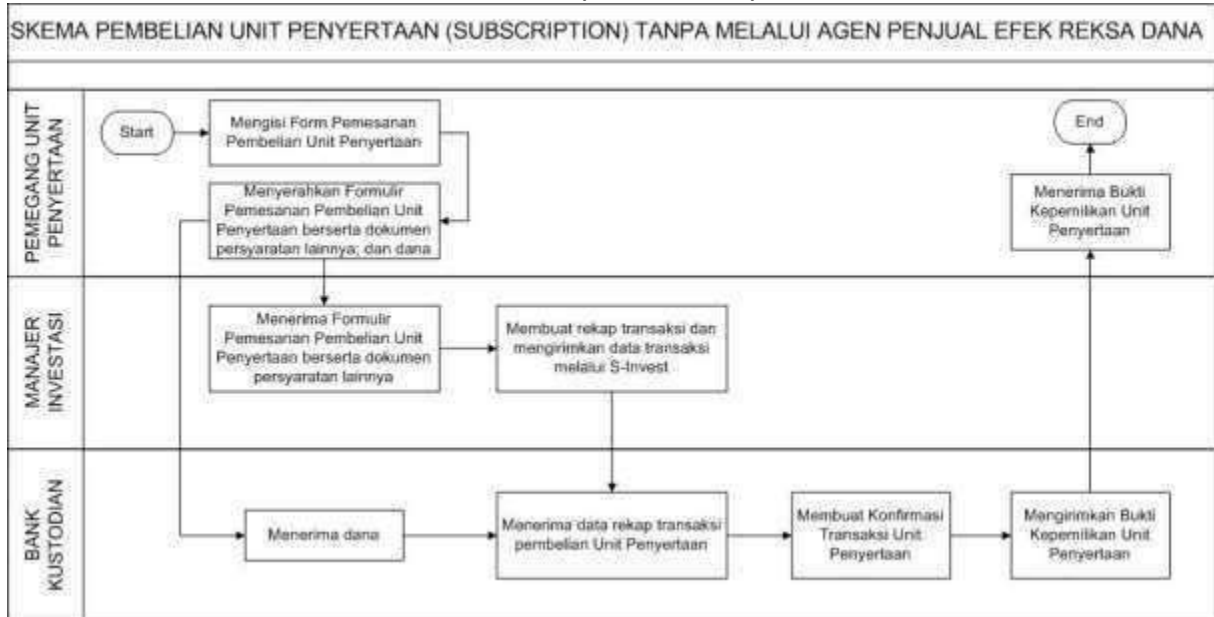 SKEMA PEMBELIAN UNIT PENYERTAAN (SUBSCRIPTION) TANPA MELALUI AGEN PENJUAL EFEK REKSA DANA
PEMEGANG UNIT
PENYERTAAN
Start
Mengisi Form Pemesanan
Pembelian Unit Penyertaan
Menyerahkan Formulir
Pemesanan Pembelian Unit
Penyertaan berserta dokumen
persyaratan lainnya; dan dana
End
Menerima Bukti
Kepemilikan Unit
Penyertaan
MANAJER
INVESTASI
Menerima Formulir
Pemesanan Pembelian Unit
Penyertaan berserta dokumen
persyaratan lainnya
Membuat rekap transaksi dan
mengirimkan data transaksi
melalui S-Invest
BANK
KUSTODIAN
Menerima dana
Menerima data rekap transaksi
pembelian Unit Penyertaan
Membuat Konfirmasi
Transaksi Unit
Penyertaan
Mengirimkan Bukti
Kepemilikan Unit
Penyertaan